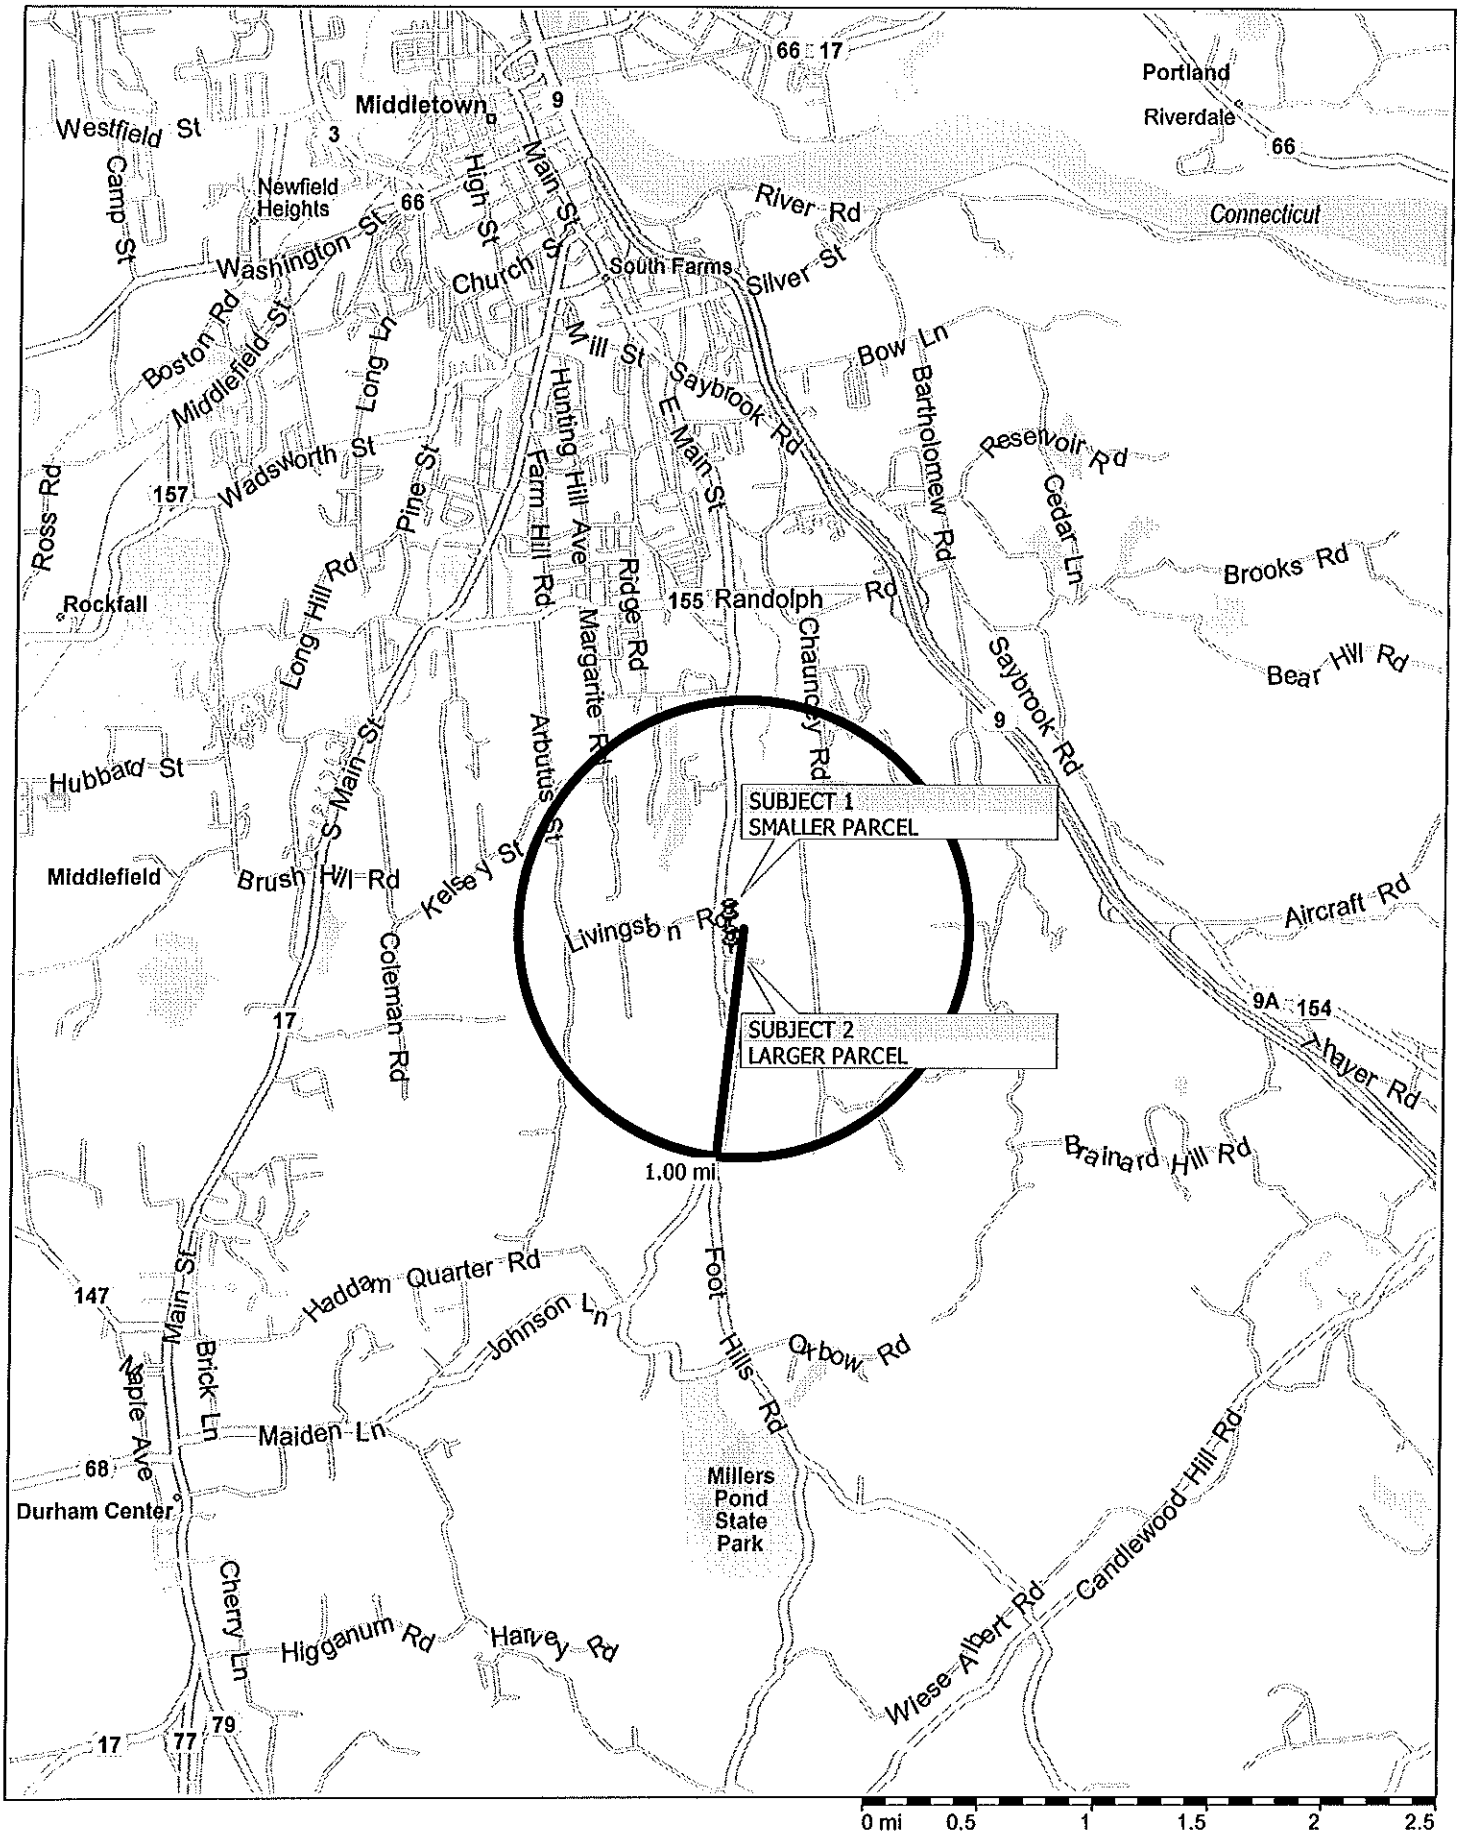 66 17
Portland
Middletown
9
Riverdale
Westfield St
3
66
Camp St
High St
Main St
Newfield
Heights
66
River Rd
Connecticut
Washington St
Church St
South Farms
Silver St
Boston Rd
Middlefield St
Long Ln
Mill St
Bow Ln
Saybrook Rd
Hunting Hill Ave
E Main St
Bartholomew Rd
Reservoir Rd
Wadsworth St
157
Pine St
Farm Hill Rd
Cedar Ln
Ross Rd
Long Hill Rd
Ridge Rd
Brooks Rd
Rockfall
155 Randolph Rd
Margarite Rd
Chauncey Rd
Saybrook Rd
Bear Hill Rd
9
Arbutus St
S Main St
Hubbard St
SUBJECT 1
SMALLER PARCEL
Middlefield
Brush Hill Rd
Kelsey St
Aircraft Rd
Livingston Rd
Coleman Rd
17
9A 154
SUBJECT 2
LARGER PARCEL
Thayer Rd
Brainard Hill Rd
1.00 mi
Foot Hills Rd
Haddam Quarter Rd
147
Main St
Johnson Ln
Oxbow Rd
Maple Ave
Brick Ln
Maiden Ln
68
Candlewood Hill Rd
Millers
Pond
State
Park
Durham Center
Cherry Ln
Higganum Rd
Harvey Rd
Wiese Albert Rd
17
77
79
0 mi 0.5 1 1.5 2 2.5